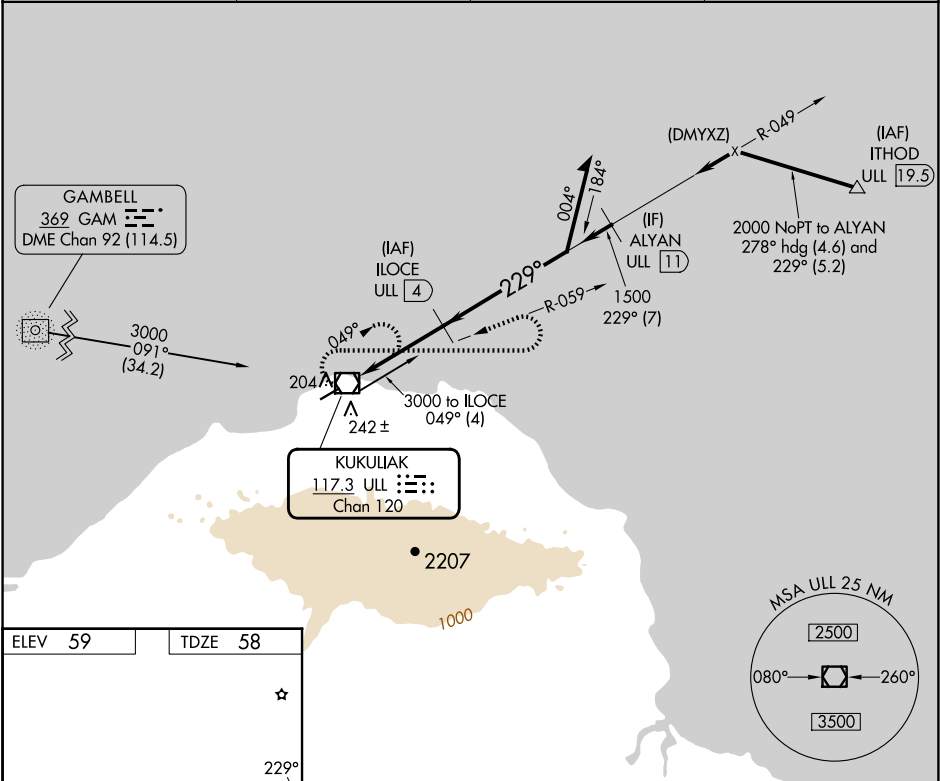 (DMYXZ)
R-049
(IAF)
ITHOD
ULL 19.5
GAMBELL
369 GAM
DME Chan 92 (114.5)
004°
184°
2000 NoPT to ALYAN
278° hdg (4.6) and
229° (5.2)
(IF)
ALYAN
ULL 11
(IAF)
ILOCE
ULL 4
229°
R-059
1500
229° (7)
3000
091°
(34.2)
049°
204
3000 to ILOCE
049° (4)
242 ±
KUKULIAK
117.3 ULL
Chan 120
2207
1000
MSA ULL 25 NM
2500
080°
260°
3500
ELEV 59
TDZE 58
229°